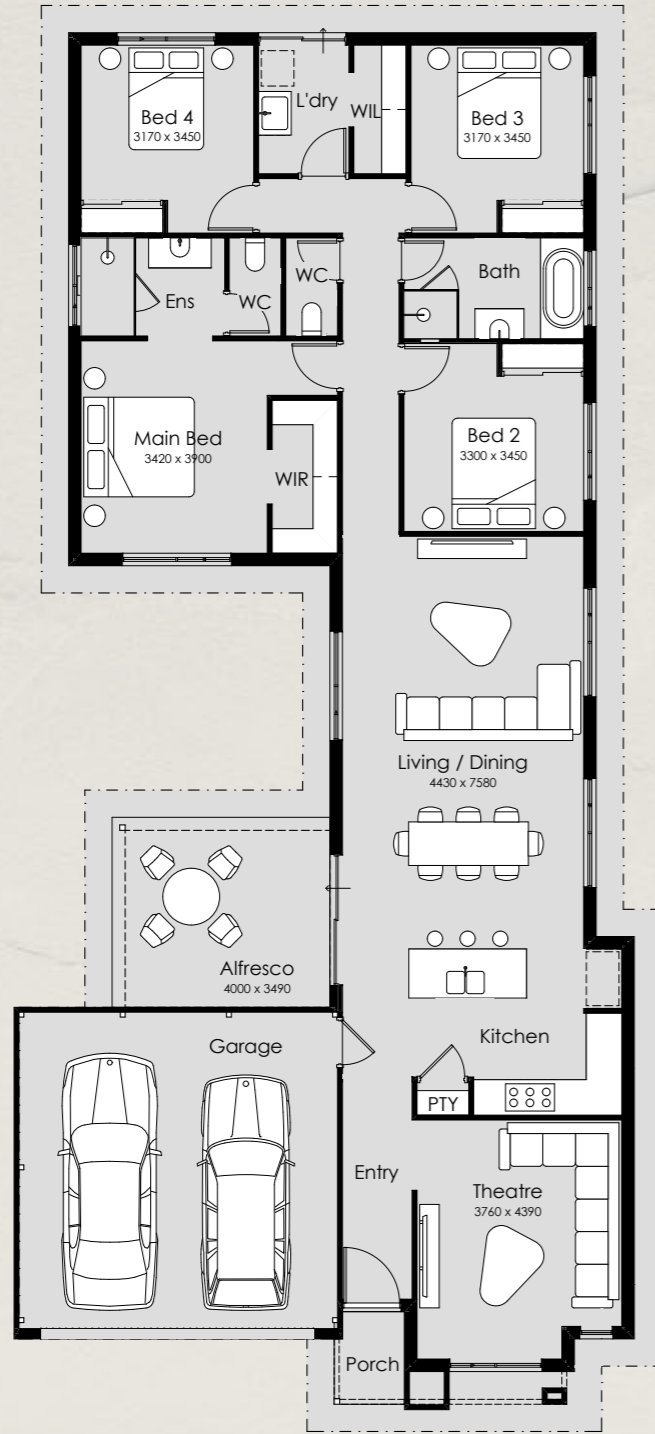 Bed 4
3170 x 3450
L'dry
WIL
Bed 3
3170 x 3450
Ens
WC
WC
Bath
Main Bed
3420 x 3900
WIR
Bed 2
3300 x 3450
Living / Dining
4430 x 7580
Alfresco
4000 x 3490
Garage
Kitchen
PTY
Entry
Theatre
3760 x 4390
Porch